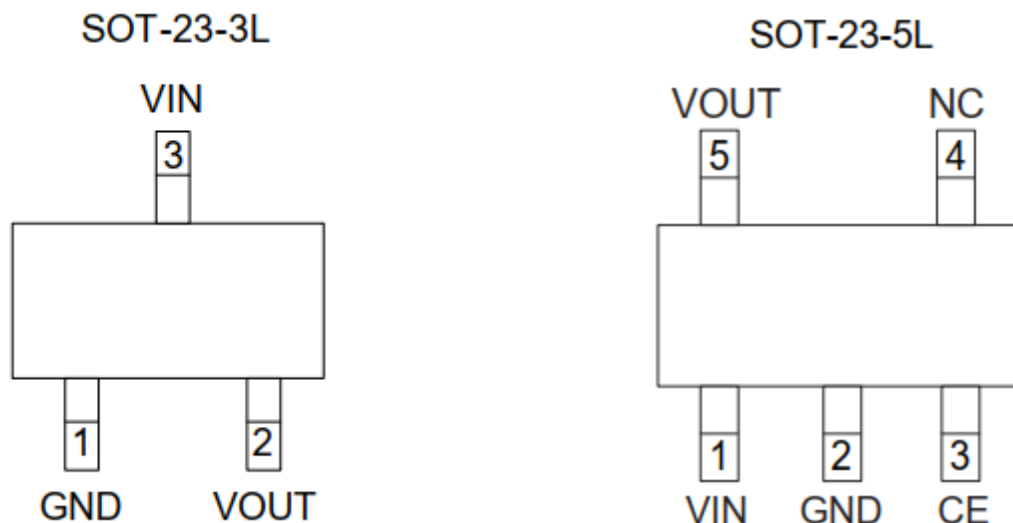 SOT-23-3L
VIN
3
1
2
GND
VOUT
SOT-23-5L
VOUT
NC
5
4
1
2
3
VIN
GND
CE